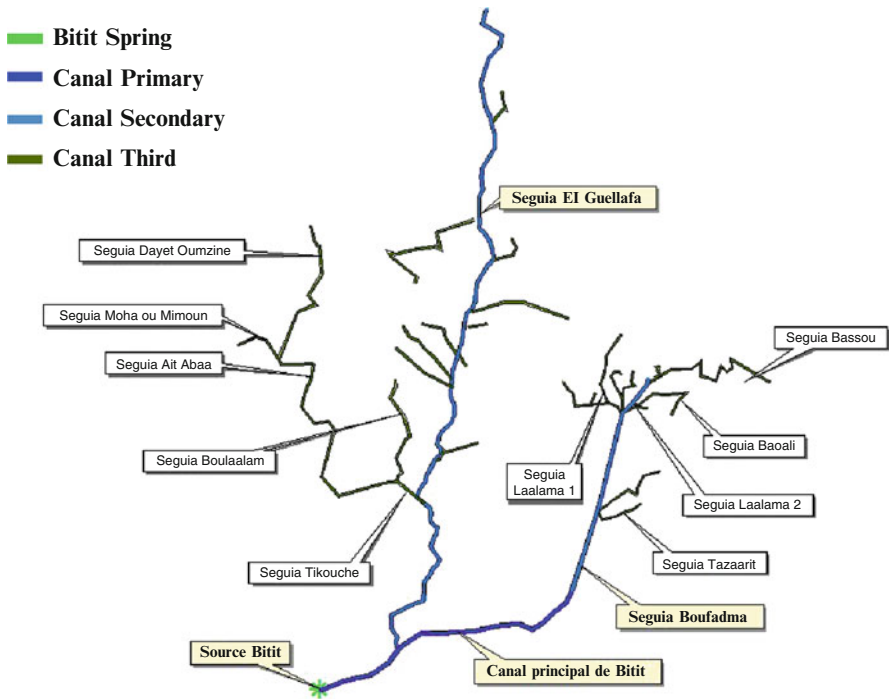 Bitit Spring
Canal Primary
Canal Secondary
Canal Third
Seguia EI Guellafa
Seguia Dayet Oumzine
Seguia Moha ou Mimoun
Seguia Bassou
Seguia Ait Abaa
Seguia Baoali
Seguia Boulaalam
Seguia
Laalama 1
Seguia Laalama 2
Seguia Tazaarit
Seguia Tikouche
Seguia Boufadma
Source Bitit
Canal principal de Bitit